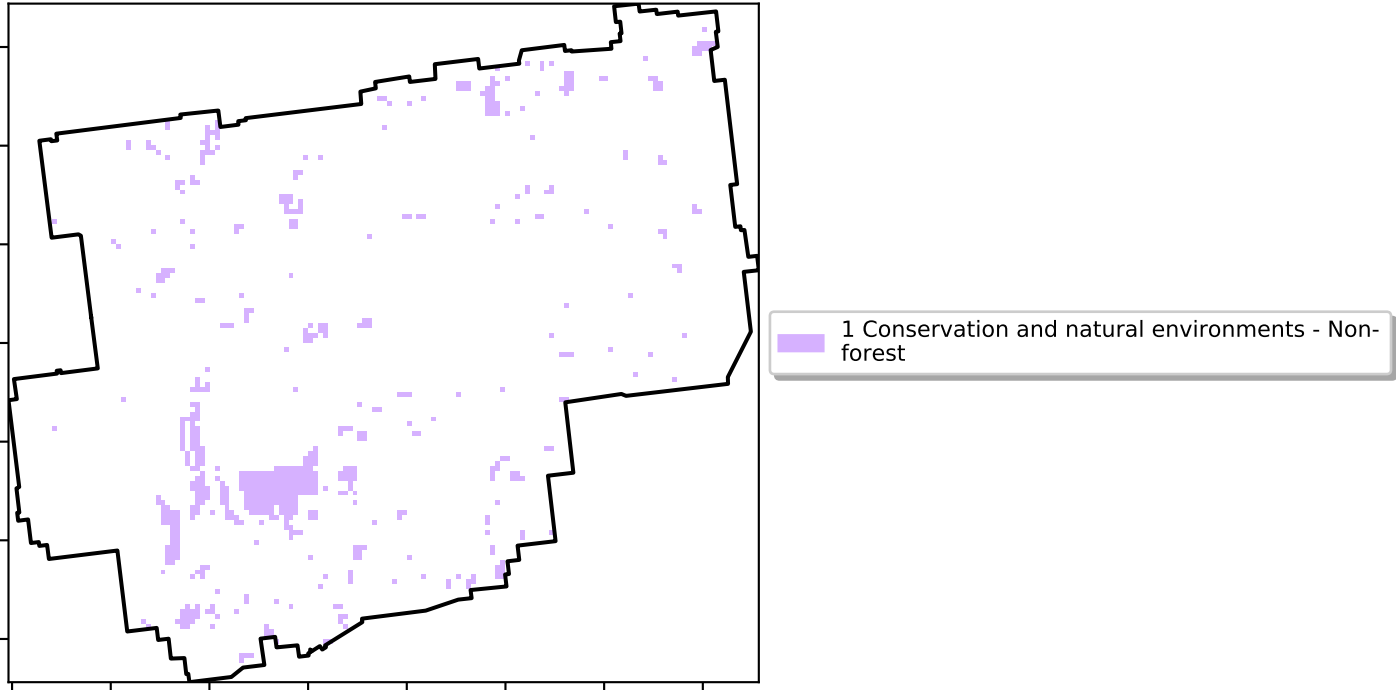 1 Conservation and natural environments - Non-
forest